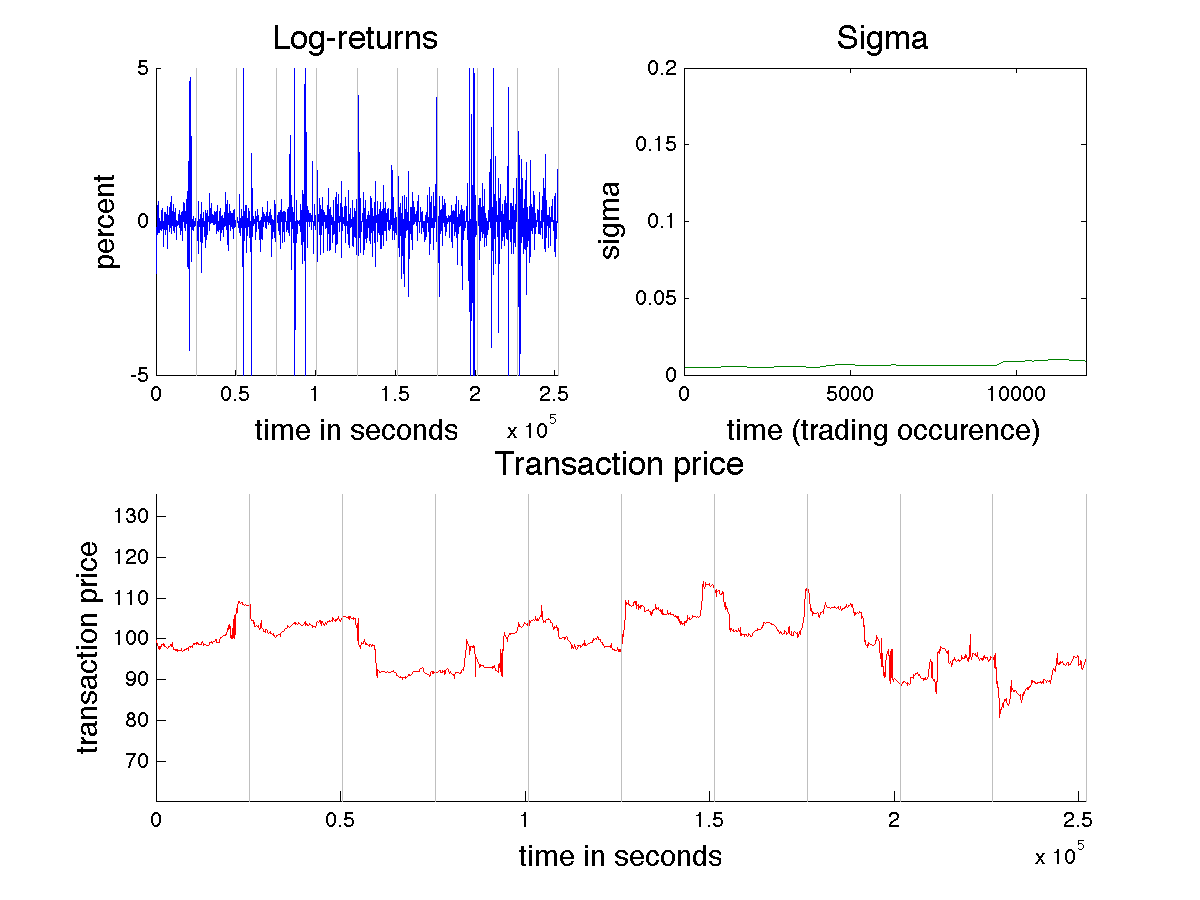 Log-returns
5
0
-5
percent
0 0.5 1 1.5 2 2.5
time in seconds x 10^5
Sigma
0.2
0.15
0.1
0.05
0
sigma
0 5000 10000
time (trading occurence)
Transaction price
130
120
110
100
90
80
70
transaction price
0 0.5 1 1.5 2 2.5
time in seconds x 10^5